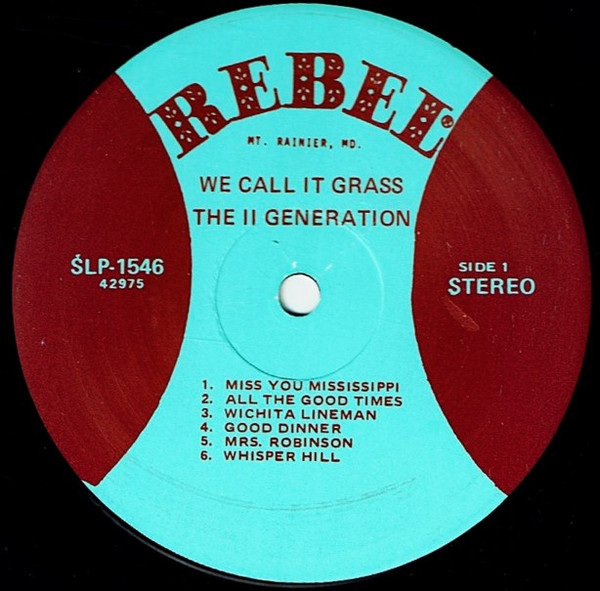 REBEL®
MT. RAINIER, MD.
WE CALL IT GRASS
THE II GENERATION
SLP-1546
42975
SIDE 1
STEREO
1. MISS YOU MISSISSIPPI
2. ALL THE GOOD TIMES
3. WICHITA LINEMAN
4. GOOD DINNER
5. MRS. ROBINSON
6. WHISPER HILL